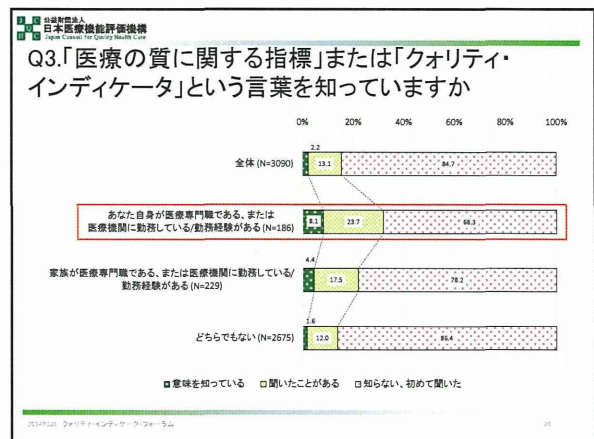 公益財団法人
日本医療機能評価機構
Japan Council for Quality Health Care
Q3.「医療の質に関する指標」または「クォリティ・
インディケータ」という言葉を知っていますか
0% 20% 40% 60% 80% 100%
2.2
全体 (N=3090) 13.1 84.7
あなた自身が医療専門職である、または
医療機関に勤務している/勤務経験がある (N=186) 8.1 23.7 68.3
4.4
家族が医療専門職である、または医療機関に勤務している/
勤務経験がある (N=229) 17.5 78.2
1.6
どちらでもない (N=2675) 12.0 86.4
意味を知っている 聞いたことがある 知らない、初めて聞いた
クォリティ・インディケータ・フォーラム